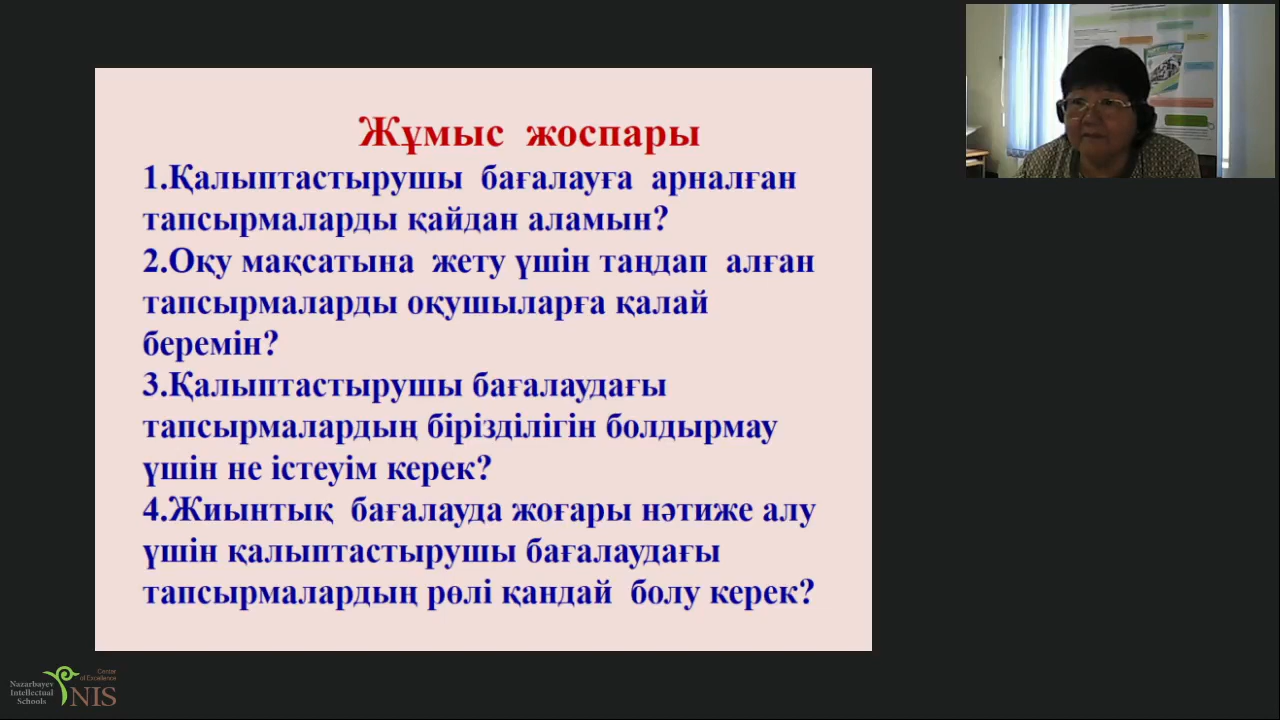 Жұмыс жоспары
1.Қалыптастырушы бағалауға арналған
тапсырмаларды қайдан аламын?
2.Оқу мақсатына жету үшін таңдап алған
тапсырмаларды оқушыларға қалай
беремін?
3.Қалыптастырушы бағалаудағы
тапсырмалардың бірізділігін болдырмау
үшін не істеуім керек?
4.Жиынтық бағалауда жоғары нәтиже алу
үшін қалыптастырушы бағалаудағы
тапсырмалардың рөлі қандай болу керек?
Nazarbayev
Intellectual
Schools
Center
of Excellence
NIS